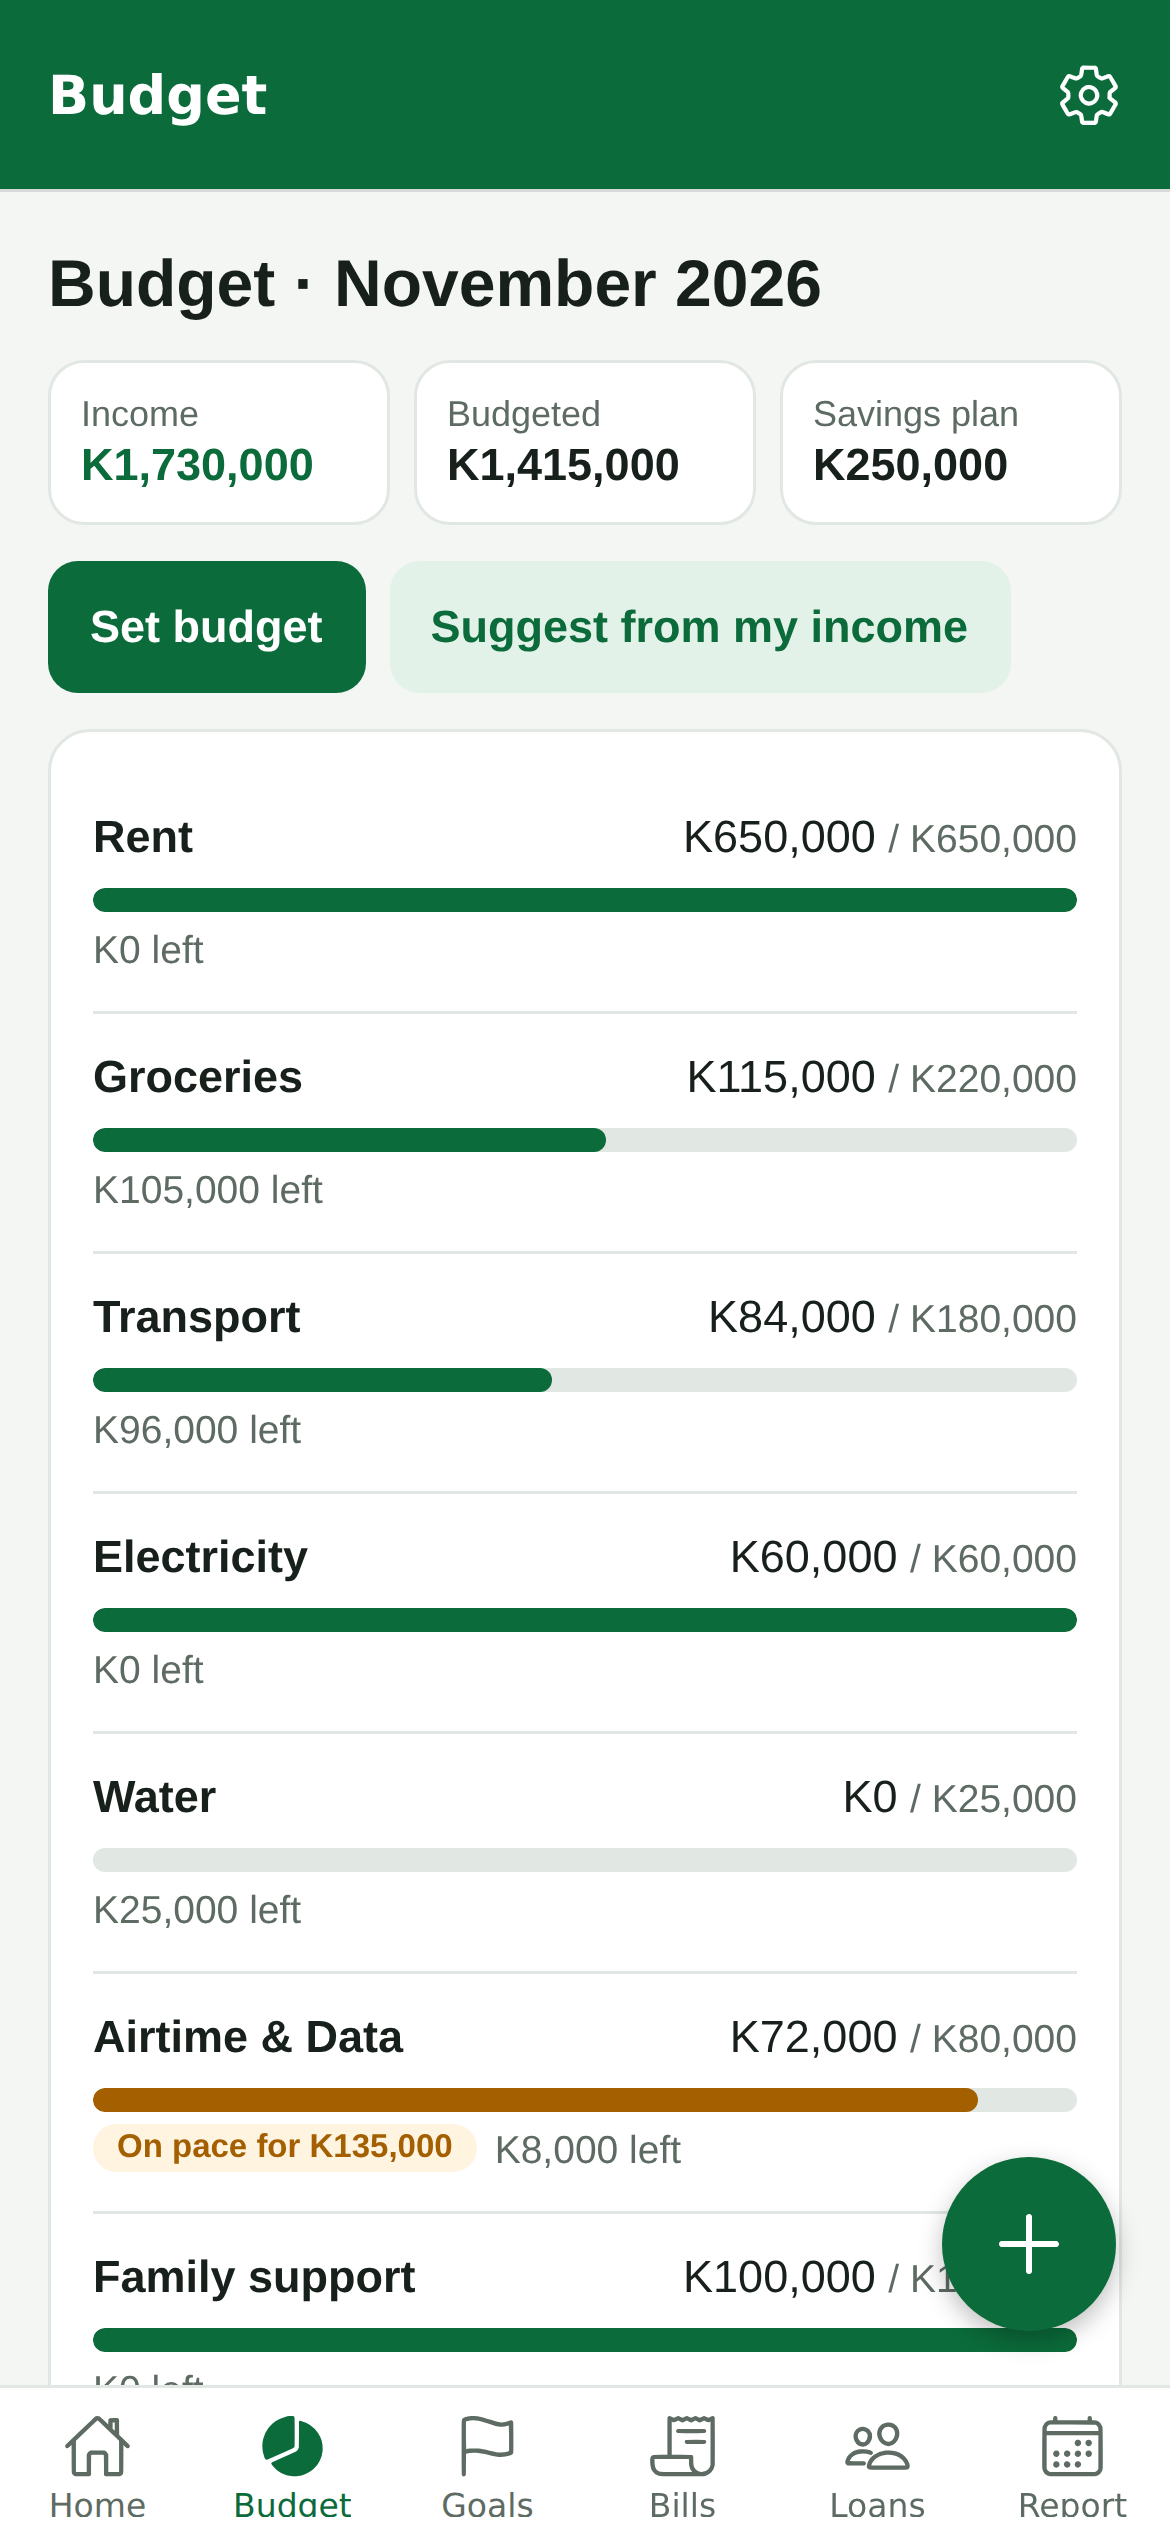 Budget
Budget · November 2026
Income
K1,730,000
Budgeted
K1,415,000
Savings plan
K250,000
Set budget
Suggest from my income
Rent
K650,000 / K650,000
K0 left
Groceries
K115,000 / K220,000
K105,000 left
Transport
K84,000 / K180,000
K96,000 left
Electricity
K60,000 / K60,000
K0 left
Water
K0 / K25,000
K25,000 left
Airtime & Data
K72,000 / K80,000
On pace for K135,000
K8,000 left
Family support
K100,000 /
K0 left
Home
Budget
Goals
Bills
Loans
Report